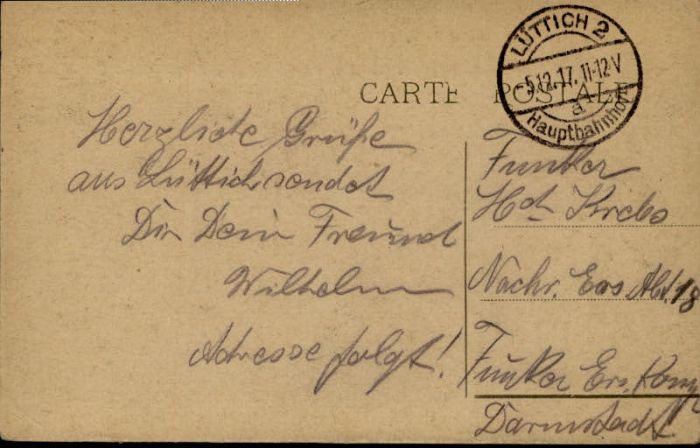 LÜTTICH 2
-5.12.17. 11-12 V
a
Hauptbahnhof
CARTE POSTALE
Herzliche Grüße
aus Lüttich sendet
Dir Dein Freund
Wilhelm
Adresse folgt!
Funker
Krebs
Nachr. Ers Abt. 18
Funker Ers. Komp
Darmstadt